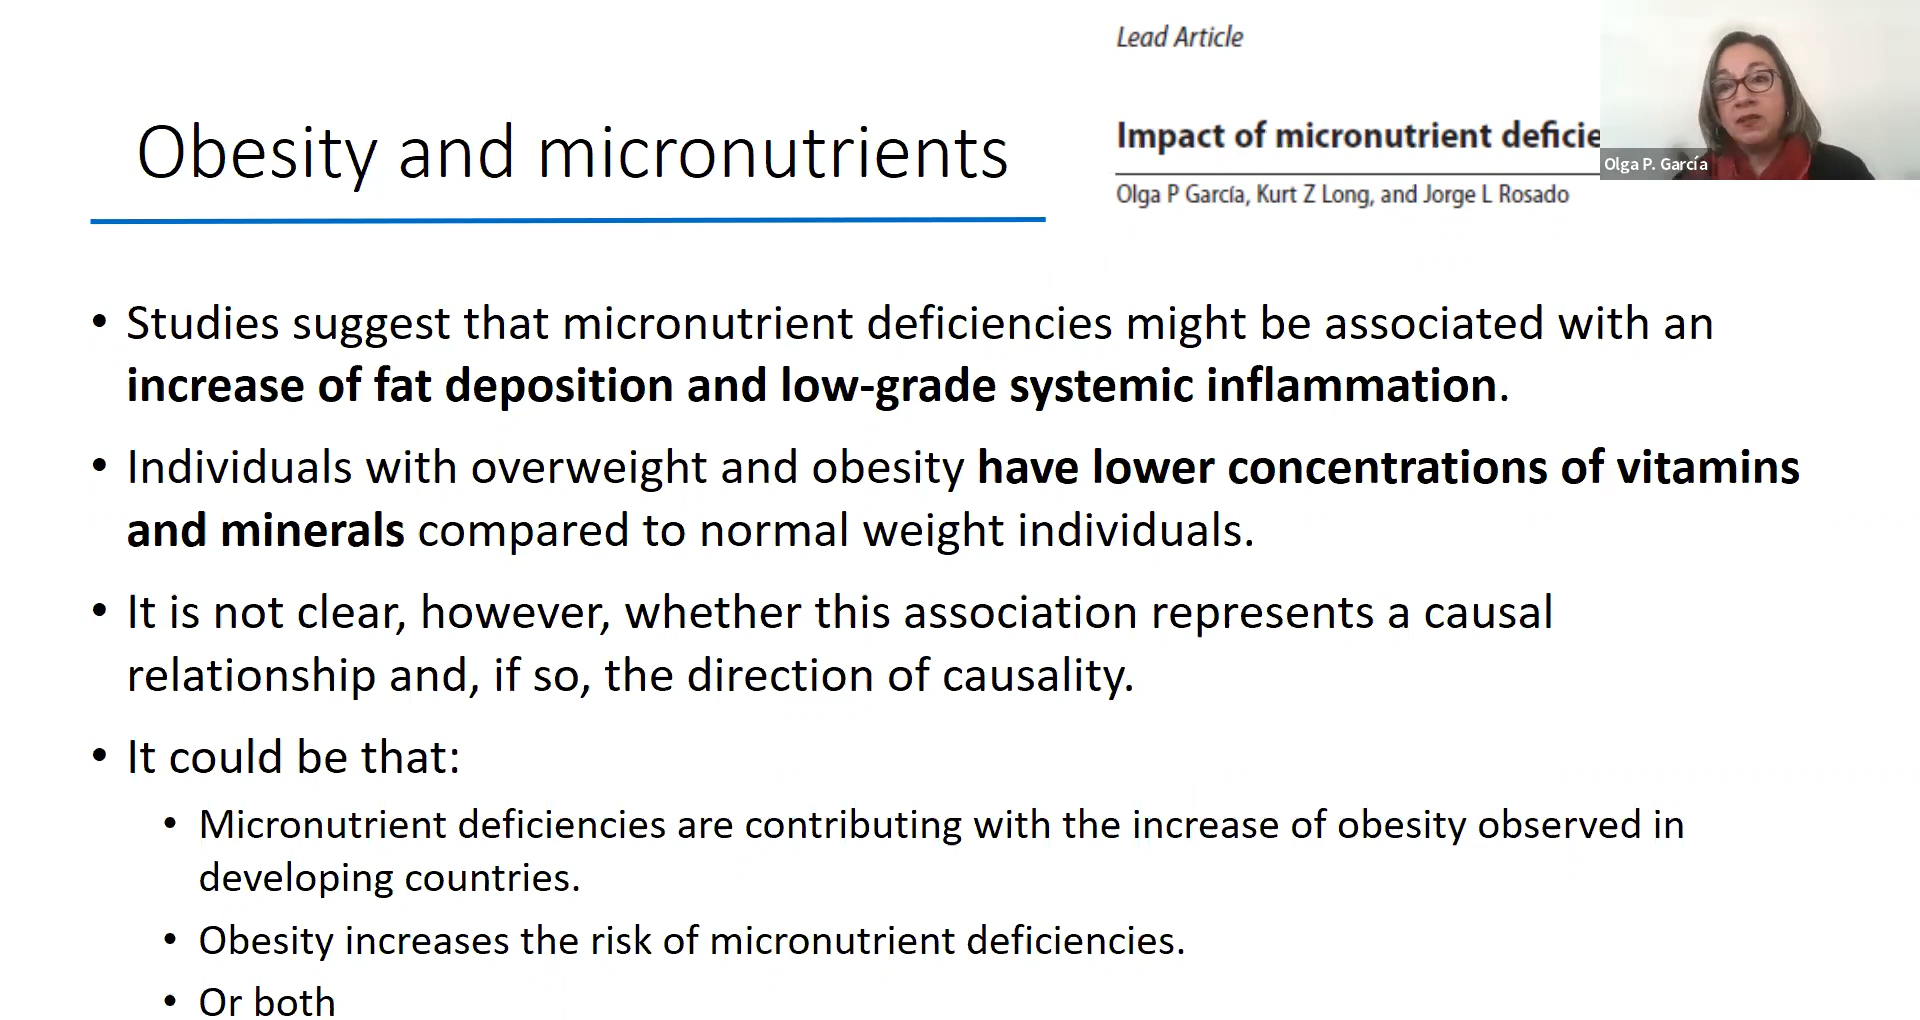 Lead Article
Obesity and micronutrients
Impact of micronutrient deficie
Olga P. García
Olga P García, Kurt Z Long, and Jorge L Rosado
• Studies suggest that micronutrient deficiencies might be associated with an
increase of fat deposition and low-grade systemic inflammation.
• Individuals with overweight and obesity have lower concentrations of vitamins
and minerals compared to normal weight individuals.
• It is not clear, however, whether this association represents a causal
relationship and, if so, the direction of causality.
• It could be that:
• Micronutrient deficiencies are contributing with the increase of obesity observed in
developing countries.
• Obesity increases the risk of micronutrient deficiencies.
• Or both